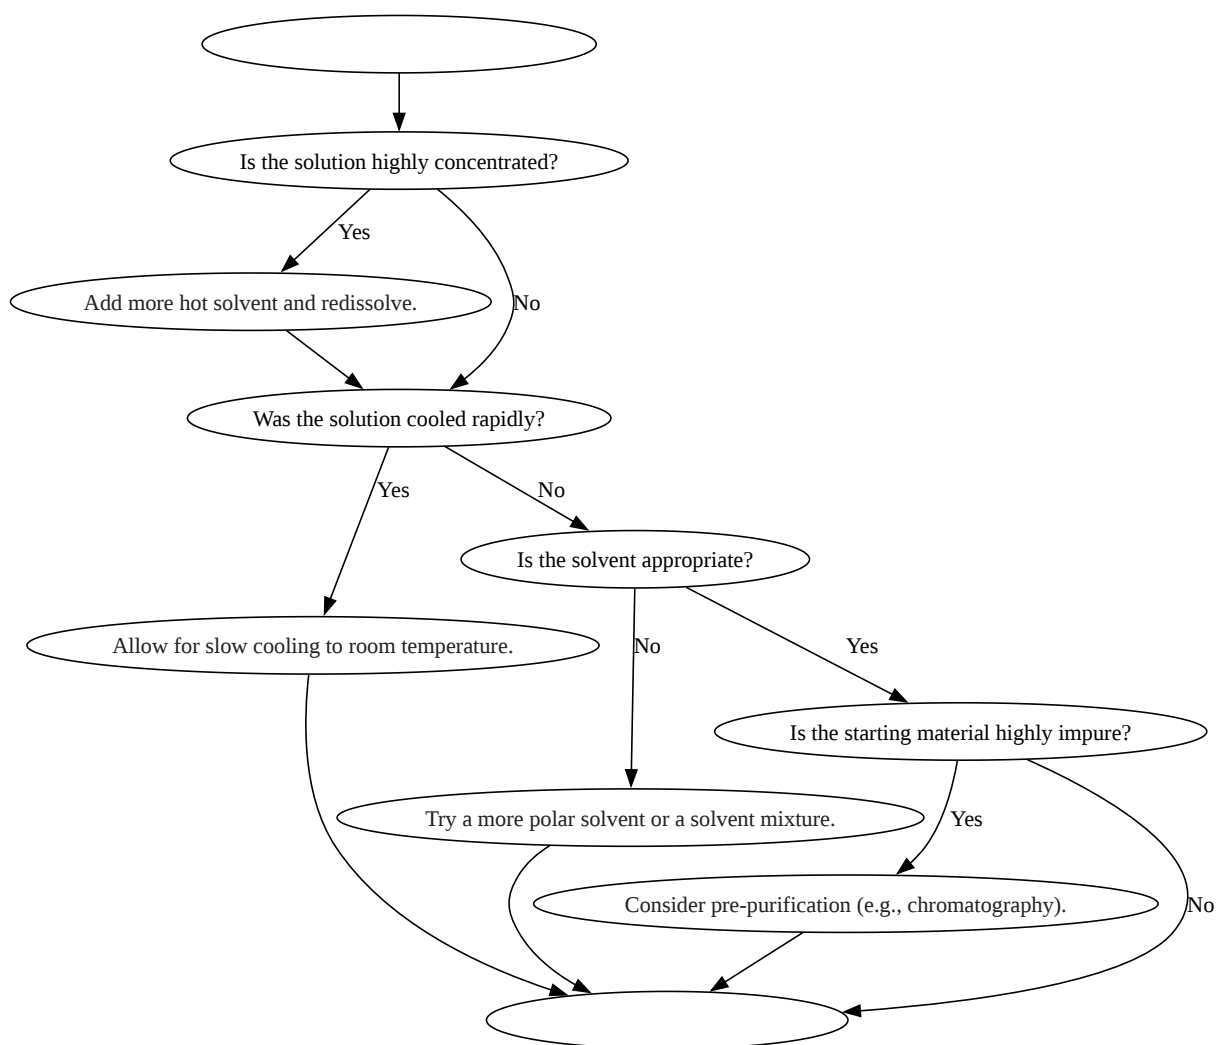 Is the solution highly concentrated?
Yes
Add more hot solvent and redissolve.
No
Was the solution cooled rapidly?
Yes
No
Is the solvent appropriate?
Allow for slow cooling to room temperature.
No
Yes
Is the starting material highly impure?
Try a more polar solvent or a solvent mixture.
Yes
Consider pre-purification (e.g., chromatography).
No